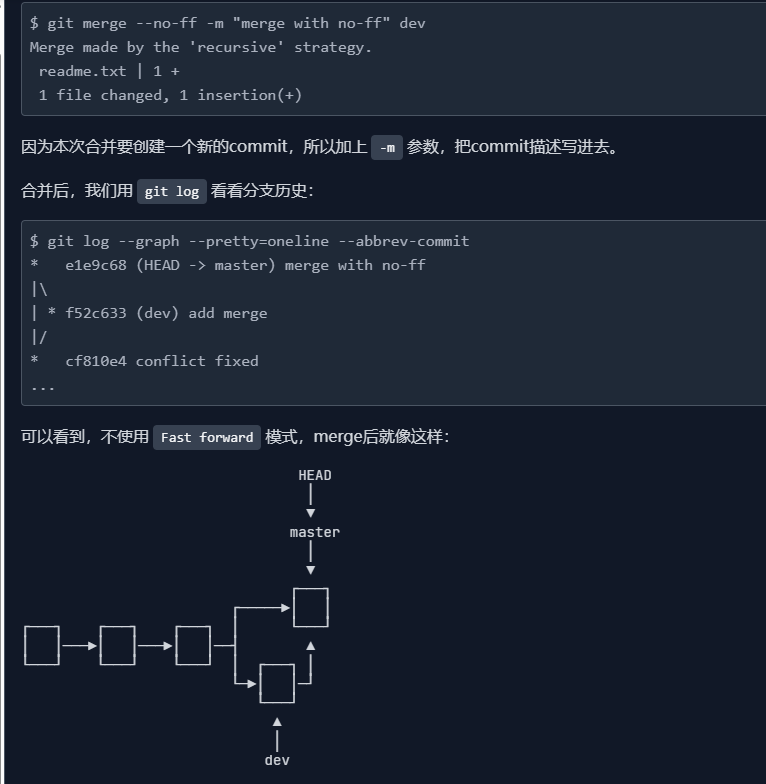 $ git merge --no-ff -m "merge with no-ff" dev
Merge made by the 'recursive' strategy.
 readme.txt | 1 +
 1 file changed, 1 insertion(+)
因为本次合并要创建一个新的commit，所以加上 -m 参数，把commit描述写进去。
合并后，我们用 git log 看看分支历史：
$ git log --graph --pretty=oneline --abbrev-commit
*   e1e9c68 (HEAD -> master) merge with no-ff
|\
| * f52c633 (dev) add merge
|/
*   cf810e4 conflict fixed
...
可以看到，不使用 Fast forward 模式，merge后就像这样：
HEAD
master
dev